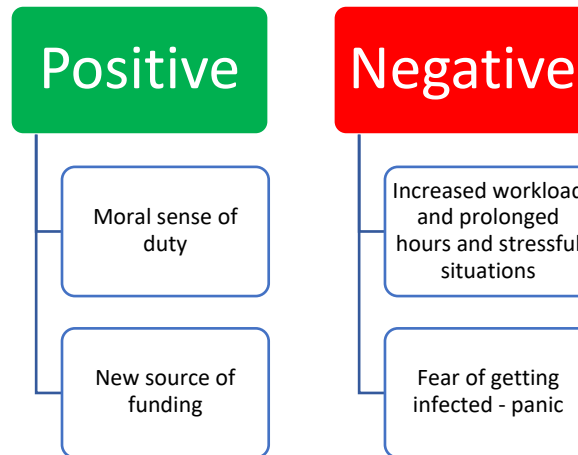 Positive
Moral sense of
duty
New source of
funding
Negative
Increased workload
and prolonged
hours and stressful
situations
Fear of getting
infected - panic